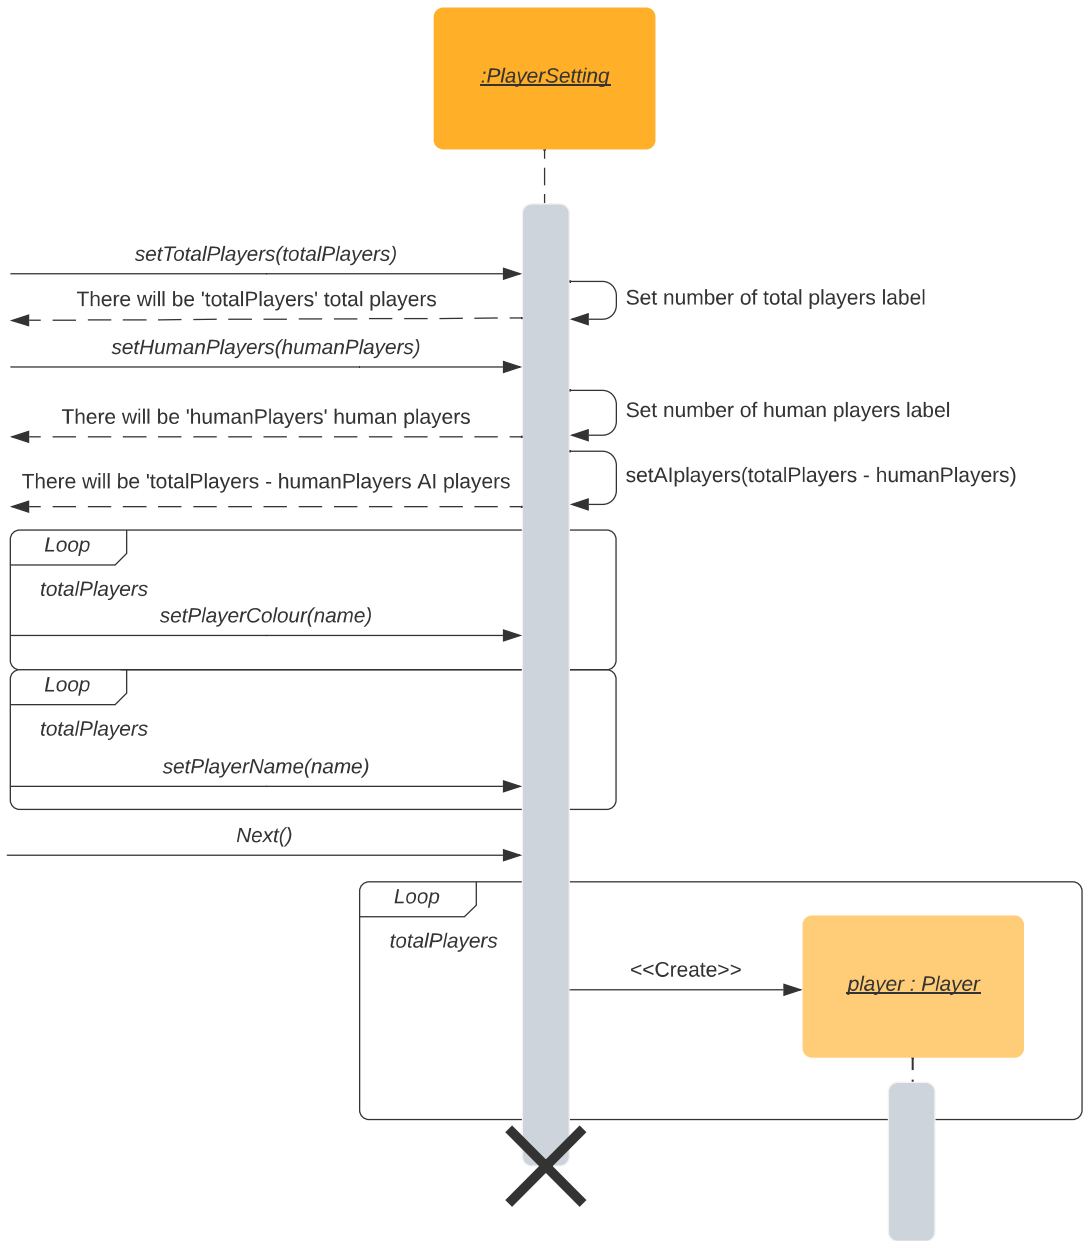 :PlayerSetting
setTotalPlayers(totalPlayers)
There will be 'totalPlayers' total players
Set number of total players label
setHumanPlayers(humanPlayers)
There will be 'humanPlayers' human players
Set number of human players label
There will be 'totalPlayers - humanPlayers AI players
setAIplayers(totalPlayers - humanPlayers)
Loop
totalPlayers
setPlayerColour(name)
Loop
totalPlayers
setPlayerName(name)
Next()
Loop
totalPlayers
<<Create>>
player : Player